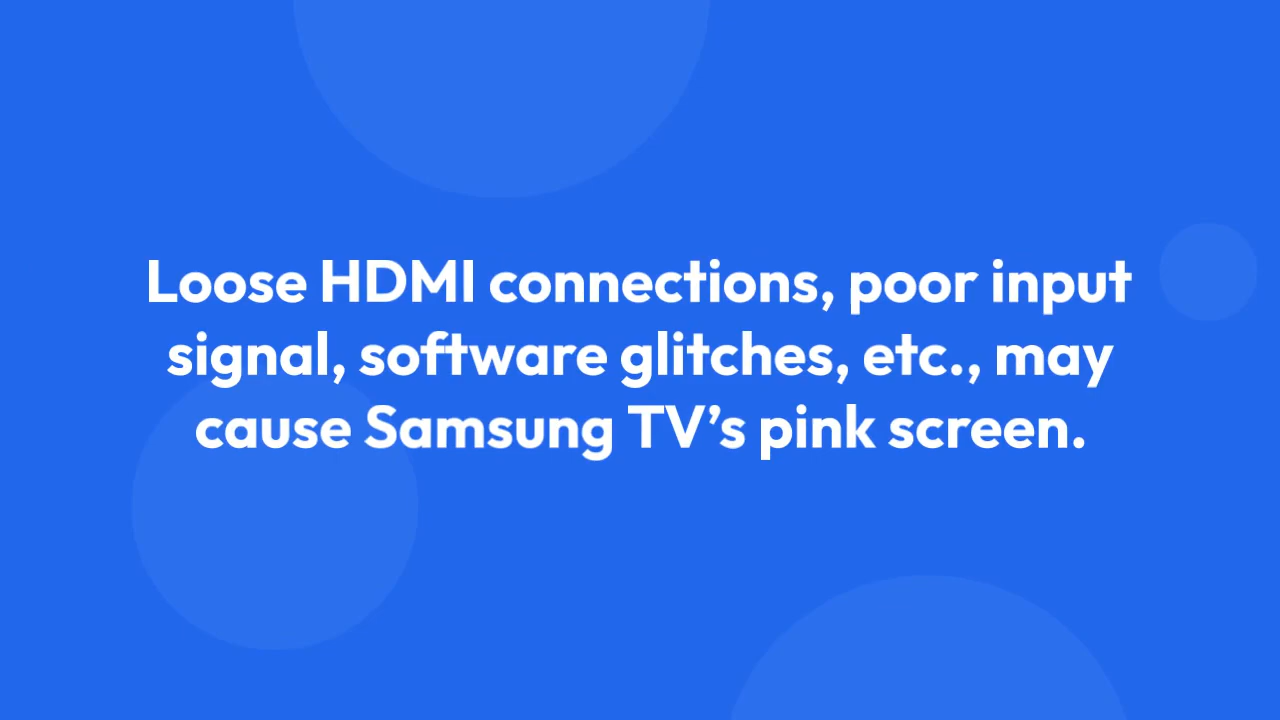 Loose HDMI connections, poor input
signal, software glitches, etc., may
cause Samsung TV’s pink screen.